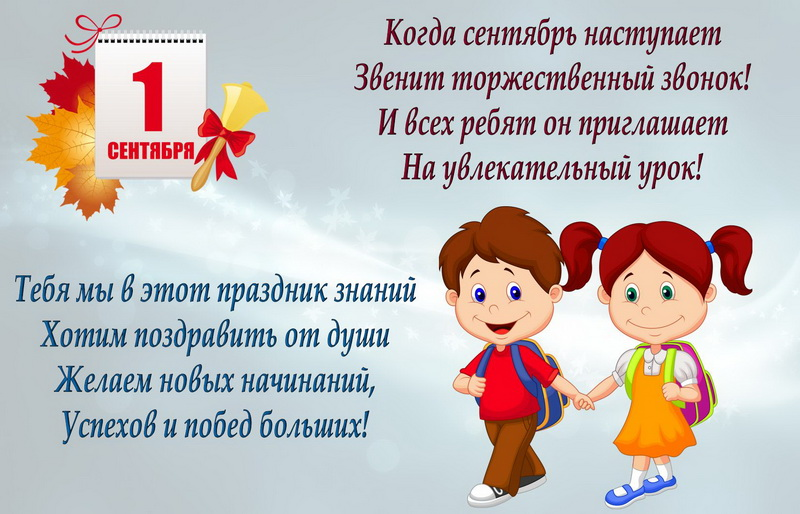 1
СЕНТЯБРЯ
Когда сентябрь наступает
Звенит торжественный звонок!
И всех ребят он приглашает
На увлекательный урок!
Тебя мы в этот праздник знаний
Хотим поздравить от души
Желаем новых начинаний,
Успехов и побед больших!